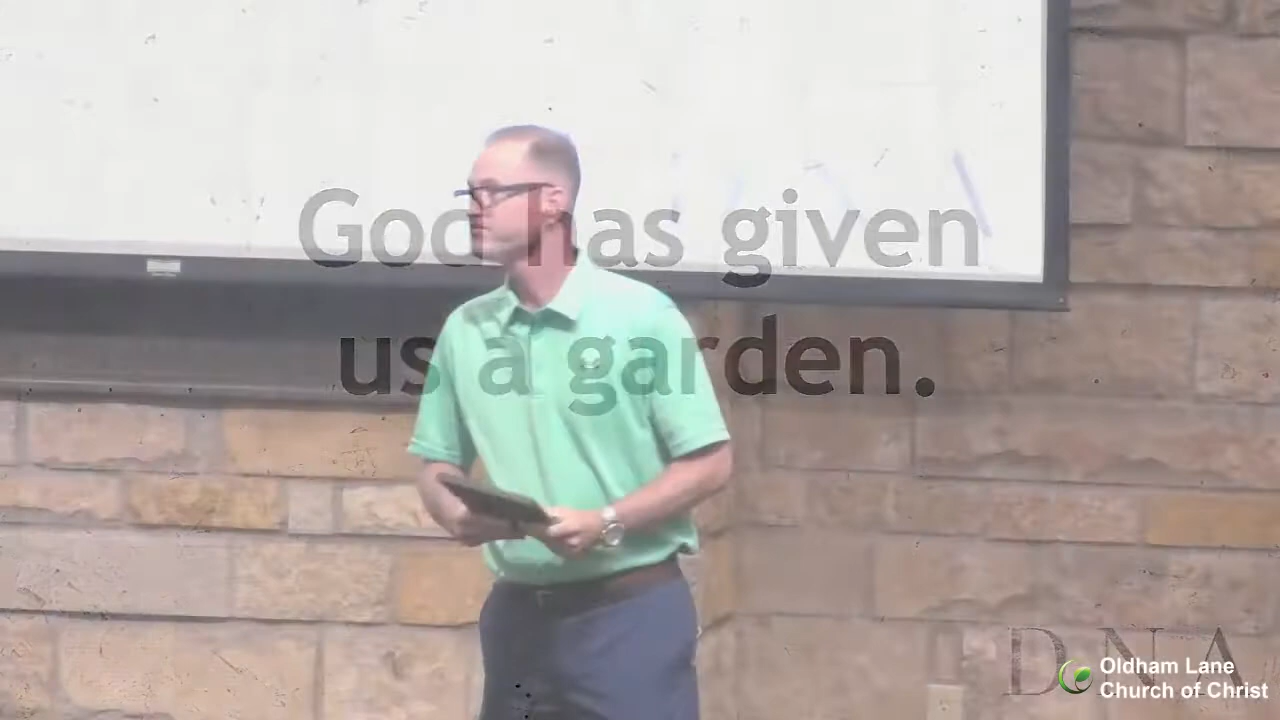 God has given
us a garden.
DNA
Oldham Lane
Church of Christ